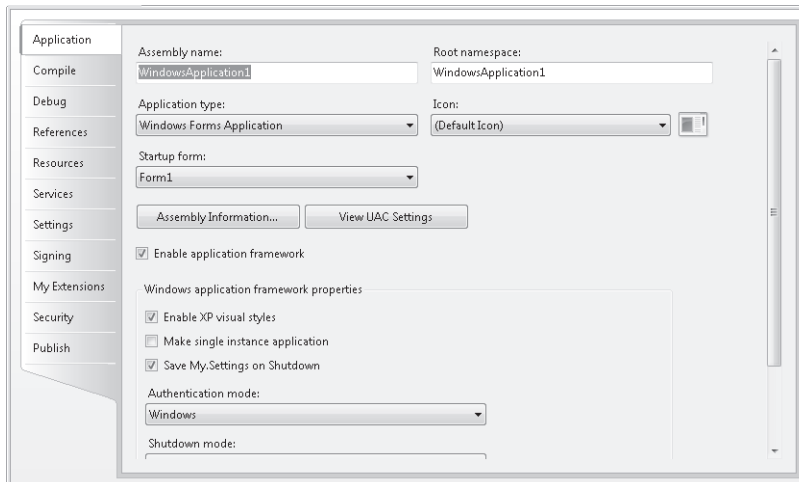 Application
Compile
Debug
References
Resources
Services
Settings
Signing
My Extensions
Security
Publish
Assembly name: Root namespace:
WindowsApplication1 WindowsApplication1
Application type: Icon:
Windows Forms Application (Default Icon)
Startup form:
Form1
Assembly Information... View UAC Settings
Enable application framework
Windows application framework properties
Enable XP visual styles
Make single instance application
Save My.Settings on Shutdown
Authentication mode:
Windows
Shutdown mode: